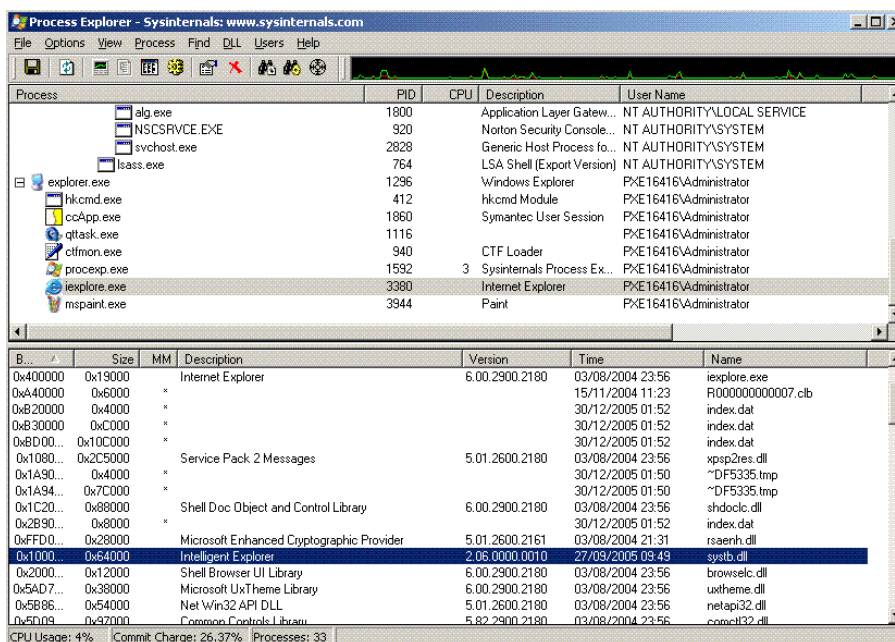 Process Explorer - Sysinternals: www.sysinternals.com
File Options View Process Find DLL Users Help
Process PID CPU Description User Name
alg.exe 1800 Application Layer Gatew... NT AUTHORITY\LOCAL SERVICE
NSCSRVCE.EXE 920 Norton Security Console... NT AUTHORITY\SYSTEM
svchost.exe 2828 Generic Host Process fo... NT AUTHORITY\SYSTEM
lsass.exe 764 LSA Shell (Export Version) NT AUTHORITY\SYSTEM
explorer.exe 1296 Windows Explorer PXE16416\Administrator
hkcmd.exe 412 hkcmd Module PXE16416\Administrator
ccApp.exe 1860 Symantec User Session PXE16416\Administrator
qttask.exe 1116 PXE16416\Administrator
ctfmon.exe 940 CTF Loader PXE16416\Administrator
procexp.exe 1592 3 Sysinternals Process Ex... PXE16416\Administrator
iexplore.exe 3380 Internet Explorer PXE16416\Administrator
mspaint.exe 3944 Paint PXE16416\Administrator
B... Size MM Description Version Time Name
0x400000 0x19000 Internet Explorer 6.00.2900.2180 03/08/2004 23:56 iexplore.exe
0xA40000 0x6000 * 15/11/2004 11:23 R000000000007.clb
0xB20000 0x4000 * 30/12/2005 01:52 index.dat
0xB30000 0xC000 * 30/12/2005 01:52 index.dat
0xBD00... 0x10C000 * 30/12/2005 01:52 index.dat
0x1080... 0x2C5000 Service Pack 2 Messages 5.01.2600.2180 03/08/2004 23:56 xpsp2res.dll
0x1A90... 0x4000 * 30/12/2005 01:50 ~DF5335.tmp
0x1A94... 0x7C000 * 30/12/2005 01:50 ~DF5335.tmp
0x1C20... 0x88000 Shell Doc Object and Control Library 6.00.2900.2180 03/08/2004 23:56 shdoclc.dll
0x2B90... 0x8000 * 30/12/2005 01:52 index.dat
0xFFD0... 0x28000 Microsoft Enhanced Cryptographic Provider 5.01.2600.2161 03/08/2004 21:31 rsaenh.dll
0x1000... 0x64000 Intelligent Explorer 2.06.0000.0010 27/09/2005 09:49 systb.dll
0x2000... 0x12000 Shell Browser UI Library 6.00.2900.2180 03/08/2004 23:56 browselc.dll
0x5AD7... 0x38000 Microsoft UxTheme Library 6.00.2900.2180 03/08/2004 23:56 uxtheme.dll
0x5B86... 0x54000 Net Win32 API DLL 5.01.2600.2180 03/08/2004 23:56 netapi32.dll
0x5D09... 0x97000 Common Controls Library 5.82.2900.2180 03/08/2004 23:56 comctl32.dll
CPU Usage: 4% Commit Charge: 26.37% Processes: 33